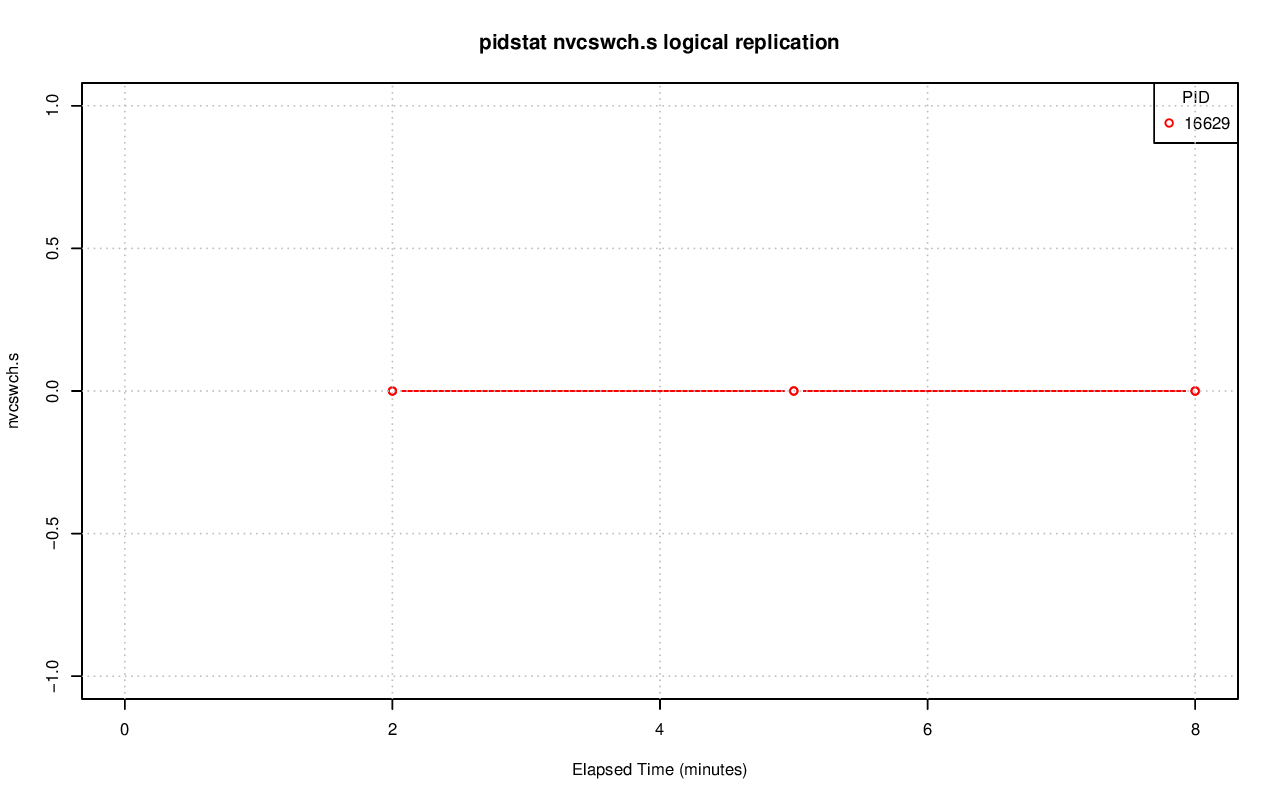 pidstat nvcswch.s logical replication
PID
16629
1.0
0.5
0.0
−0.5
−1.0
nvcswch.s
0 2 4 6 8
Elapsed Time (minutes)